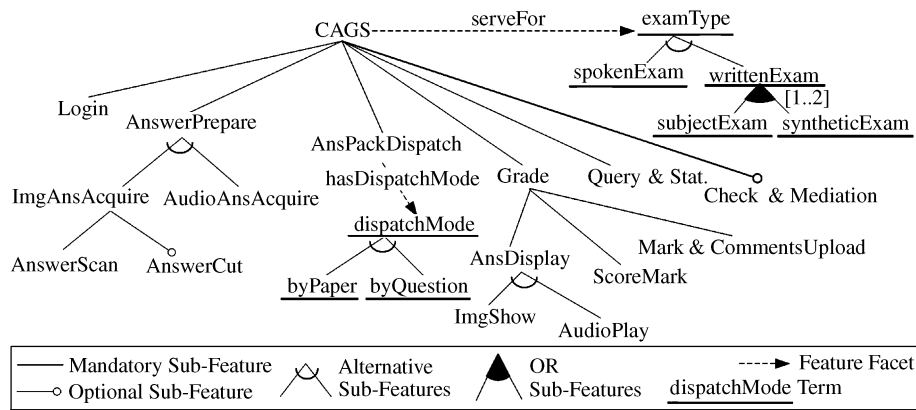 CAGS
serveFor
examType
spokenExam
writtenExam
[1..2]
subjectExam
syntheticExam
Login
AnswerPrepare
AnsPackDispatch
hasDispatchMode
Grade
Query & Stat.
Check & Mediation
ImgAnsAcquire
AudioAnsAcquire
dispatchMode
Mark & CommentsUpload
AnswerScan
AnswerCut
AnsDisplay
ScoreMark
byPaper
byQuestion
ImgShow
AudioPlay
Mandatory Sub-Feature
Optional Sub-Feature
Alternative
Sub-Features
OR
Sub-Features
Feature Facet
dispatchMode Term